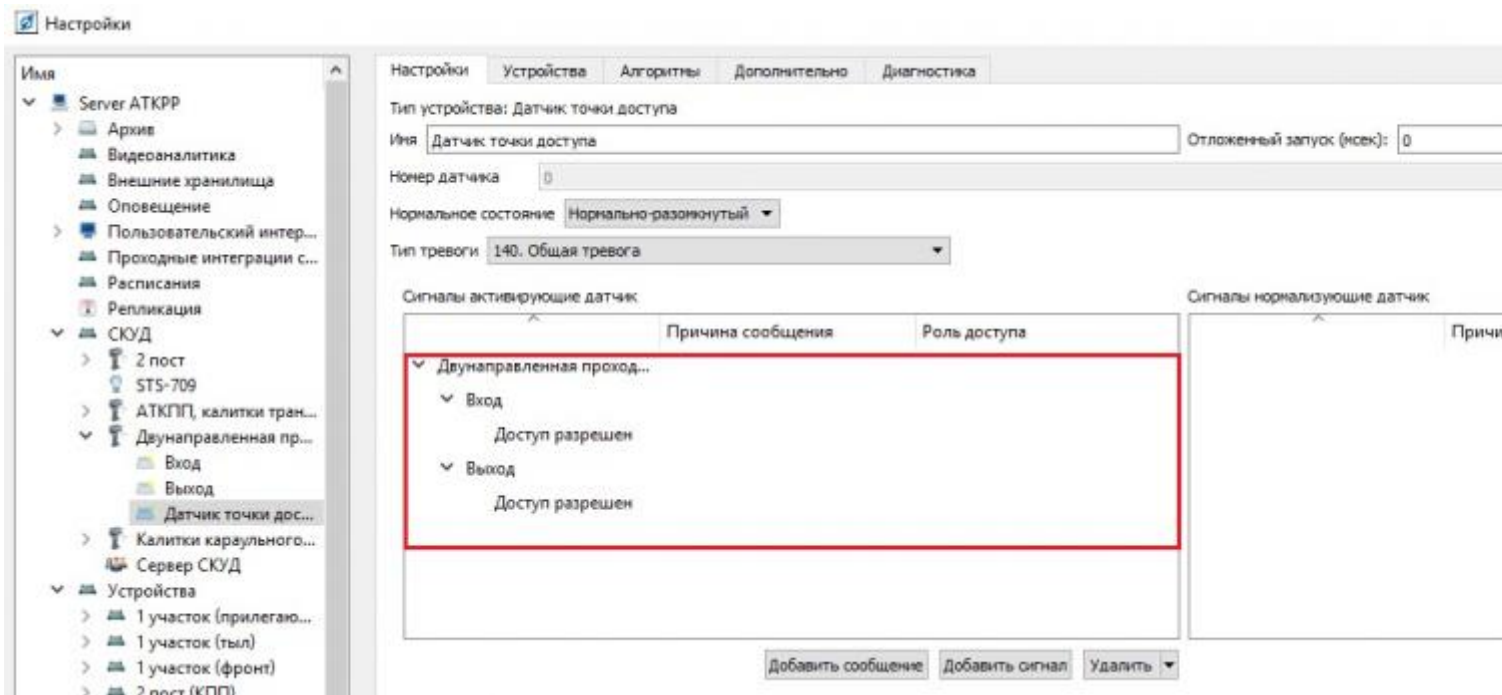 Настройки
Имя
Server АТКРР
Архив
Видеоаналитика
Внешние хранилища
Оповещение
Пользовательский интер...
Проходные интеграции с...
Расписания
Репликация
СКУД
2 пост
STS-709
АТКПП, калитки тран...
Двунаправленная пр...
Вход
Выход
Датчик точки дос...
Калитки караульного...
Сервер СКУД
Устройства
1 участок (прилегаю...
1 участок (тыл)
1 участок (фронт)
2 пост (КПП)
Настройки Устройства Алгоритмы Дополнительно Диагностика
Тип устройства: Датчик точки доступа
Имя Датчик точки доступа Отложенный запуск (мсек): 0
Номер датчика 0
Нормальное состояние Нормально-разомкнутый
Тип тревоги 140. Общая тревога
Сигналы активирующие датчик Сигналы нормализующие датчик
Причина сообщения Роль доступа Причи
Двунаправленная проход...
Вход
Доступ разрешен
Выход
Доступ разрешен
Добавить сообщение Добавить сигнал Удалить